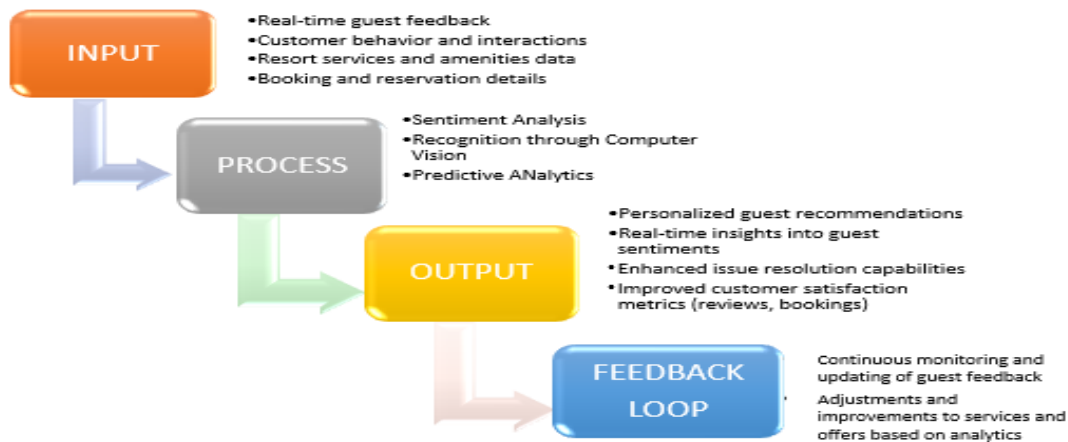 INPUT
•Real-time guest feedback
•Customer behavior and interactions
•Resort services and amenities data
•Booking and reservation details
PROCESS
•Sentiment Analysis
•Recognition through Computer
Vision
•Predictive ANalytics
OUTPUT
•Personalized guest recommendations
•Real-time insights into guest
sentiments
•Enhanced issue resolution capabilities
•Improved customer satisfaction
metrics (reviews, bookings)
FEEDBACK
LOOP
Continuous monitoring and
updating of guest feedback
Adjustments and
improvements to services and
offers based on analytics